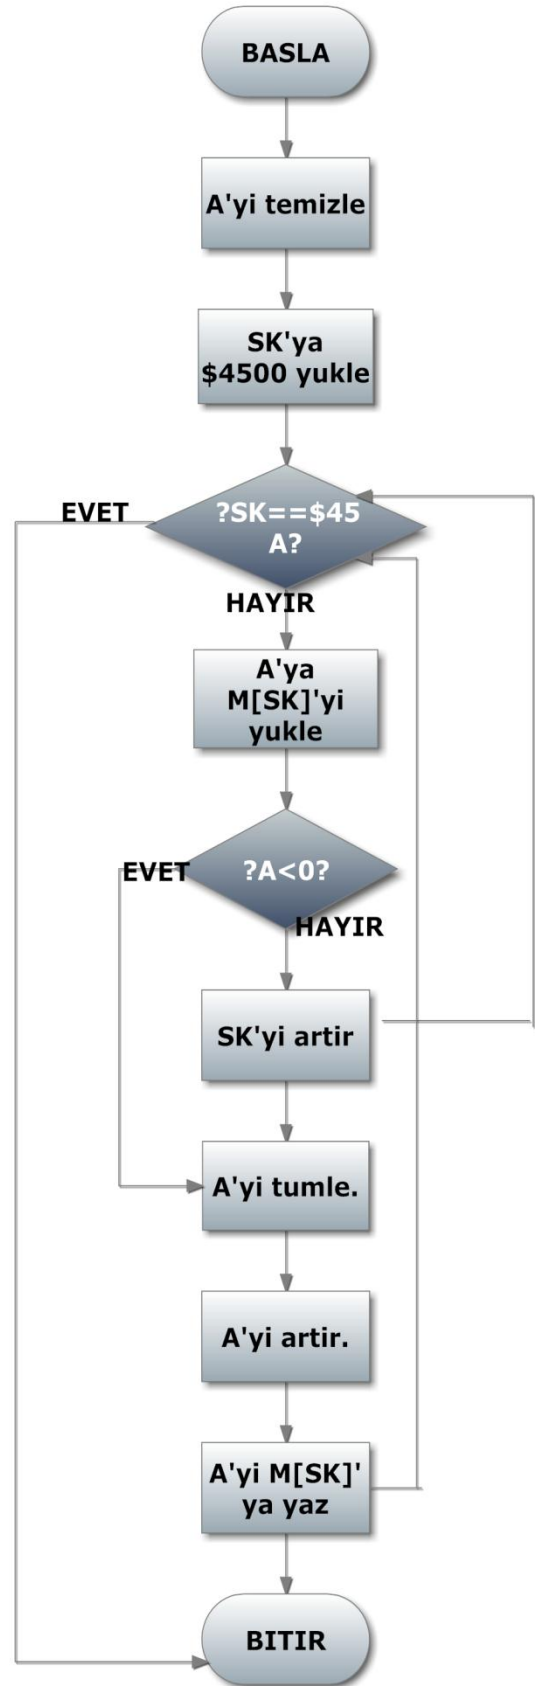 BASLA
A'yi temizle
SK'ya
$4500 yukle
EVET
?SK==$45
A?
HAYIR
A'ya
M[SK]'yi
yukle
EVET
?A<0?
HAYIR
SK'yi artir
A'yi tumle.
A'yi artir.
A'yi M[SK]'
ya yaz
BITIR